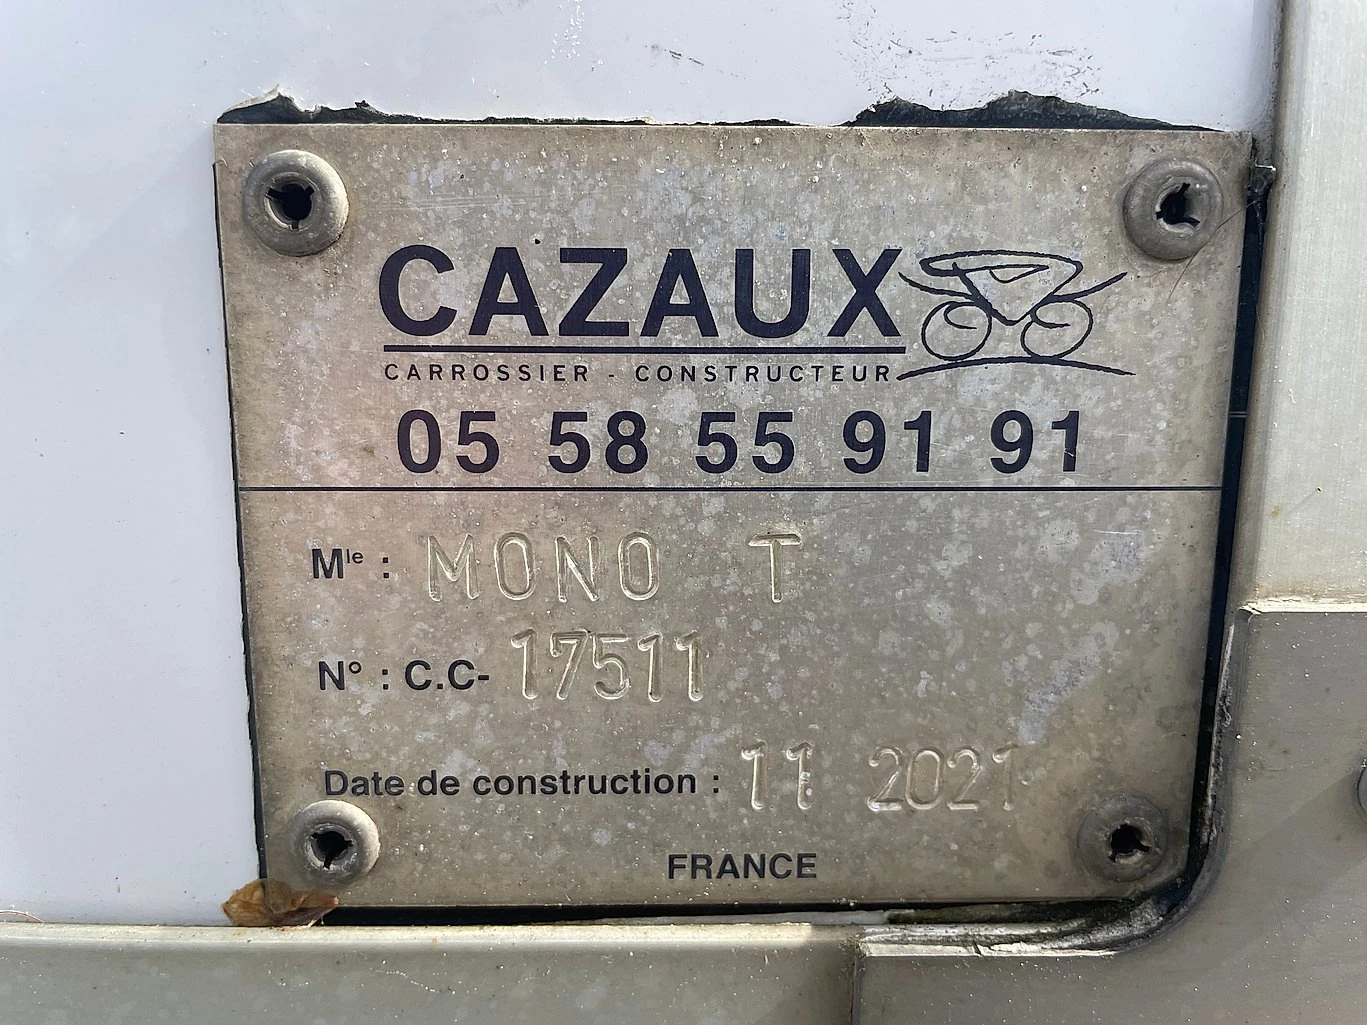 CAZAUX
CARROSSIER - CONSTRUCTEUR
05 58 55 91 91
Mle : MONO T
N° : C.C- 17511
Date de construction : 11 2021
FRANCE